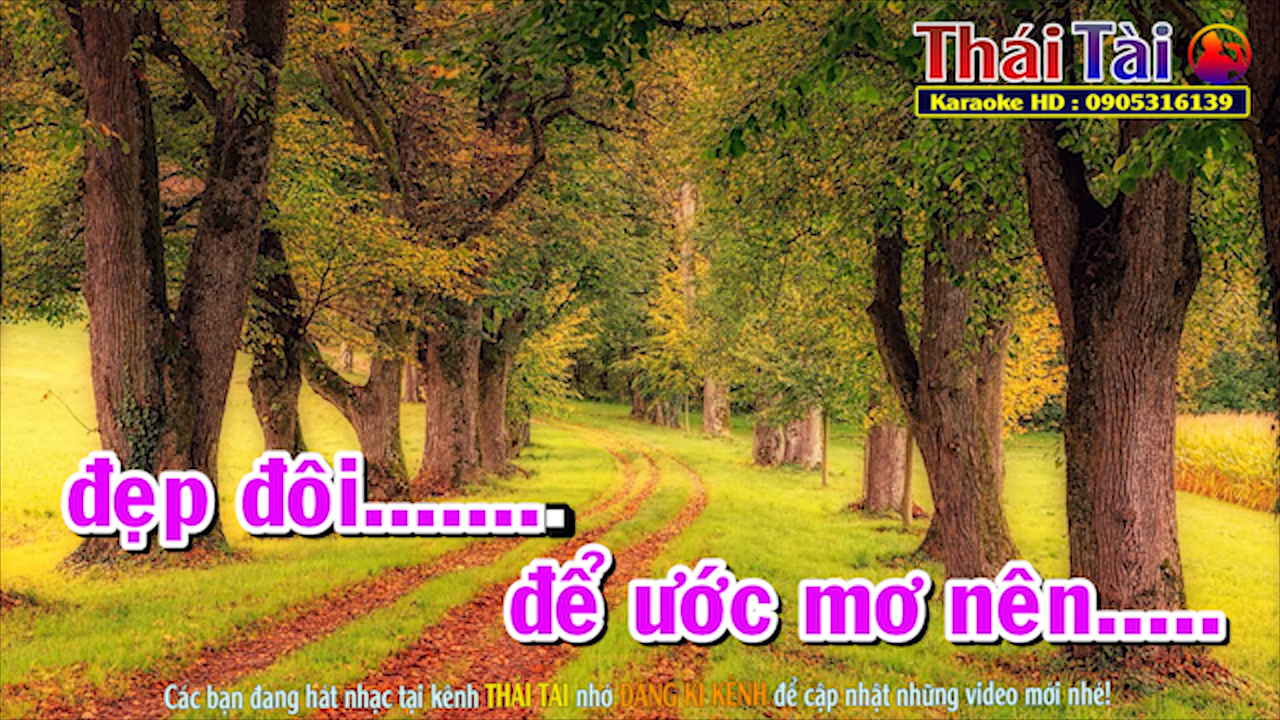 Thái Tài
Karaoke HD : 0905316139
đẹp đôi........
để ước mơ nên.....
Các bạn đang hát nhạc tại kênh THÁI TÀI nhớ ĐĂNG KÍ KÊNH để cập nhật những video mới nhé!